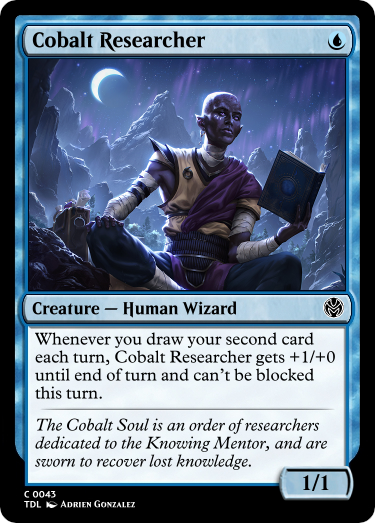 Cobalt Researcher
Creature — Human Wizard
Whenever you draw your second card
each turn, Cobalt Researcher gets +1/+0
until end of turn and can't be blocked
this turn.
The Cobalt Soul is an order of researchers
dedicated to the Knowing Mentor, and are
sworn to recover lost knowledge.
1/1
C 0043
TDL Adrien Gonzalez